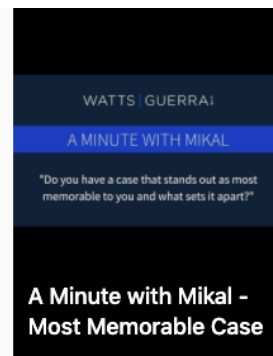 WATTS GUERRA
A MINUTE WITH MIKAL
"Do you have a case that stands out as most
memorable to you and what sets it apart?"
A Minute with Mikal -
Most Memorable Case